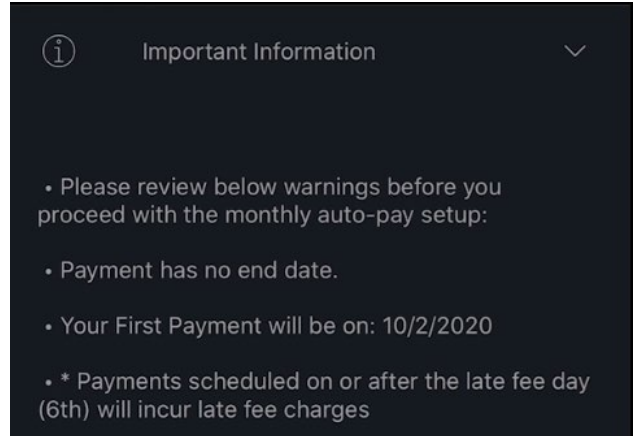 Important Information
• Please review below warnings before you
proceed with the monthly auto-pay setup:
• Payment has no end date.
• Your First Payment will be on: 10/2/2020
• * Payments scheduled on or after the late fee day
(6th) will incur late fee charges